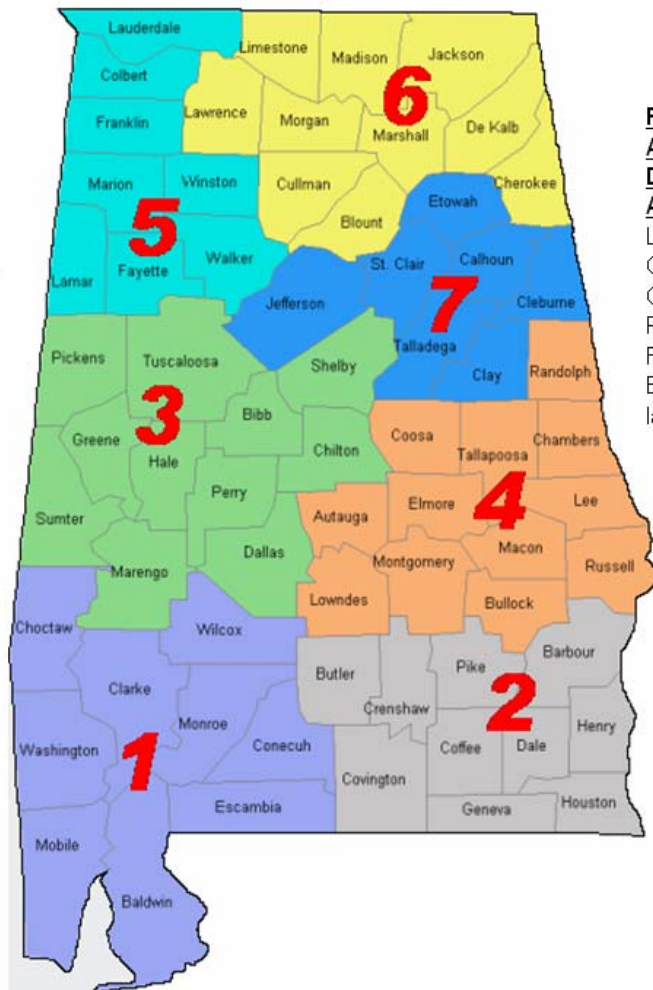 Lauderdale
Limestone
Madison
Jackson
Colbert
6
Lawrence
Franklin
Morgan
Marshall
De Kalb
Marion
Winston
Cullman
Cherokee
Etowah
Blount
5
Walker
St. Clair
Calhoun
Fayette
Lamar
Jefferson
7
Cleburne
Talladega
Pickens
Tuscaloosa
Shelby
Clay
Randolph
3
Bibb
Greene
Coosa
Tallapoosa
Chambers
Hale
Chilton
Perry
Elmore
4
Lee
Autauga
Sumter
Macon
Dallas
Montgomery
Russell
Marengo
Lowndes
Bullock
Choctaw
Wilcox
Barbour
Butler
Pike
Clarke
2
Crenshaw
Monroe
Henry
Washington
1
Conecuh
Coffee
Dale
Covington
Escambia
Geneva
Houston
Mobile
Baldwin